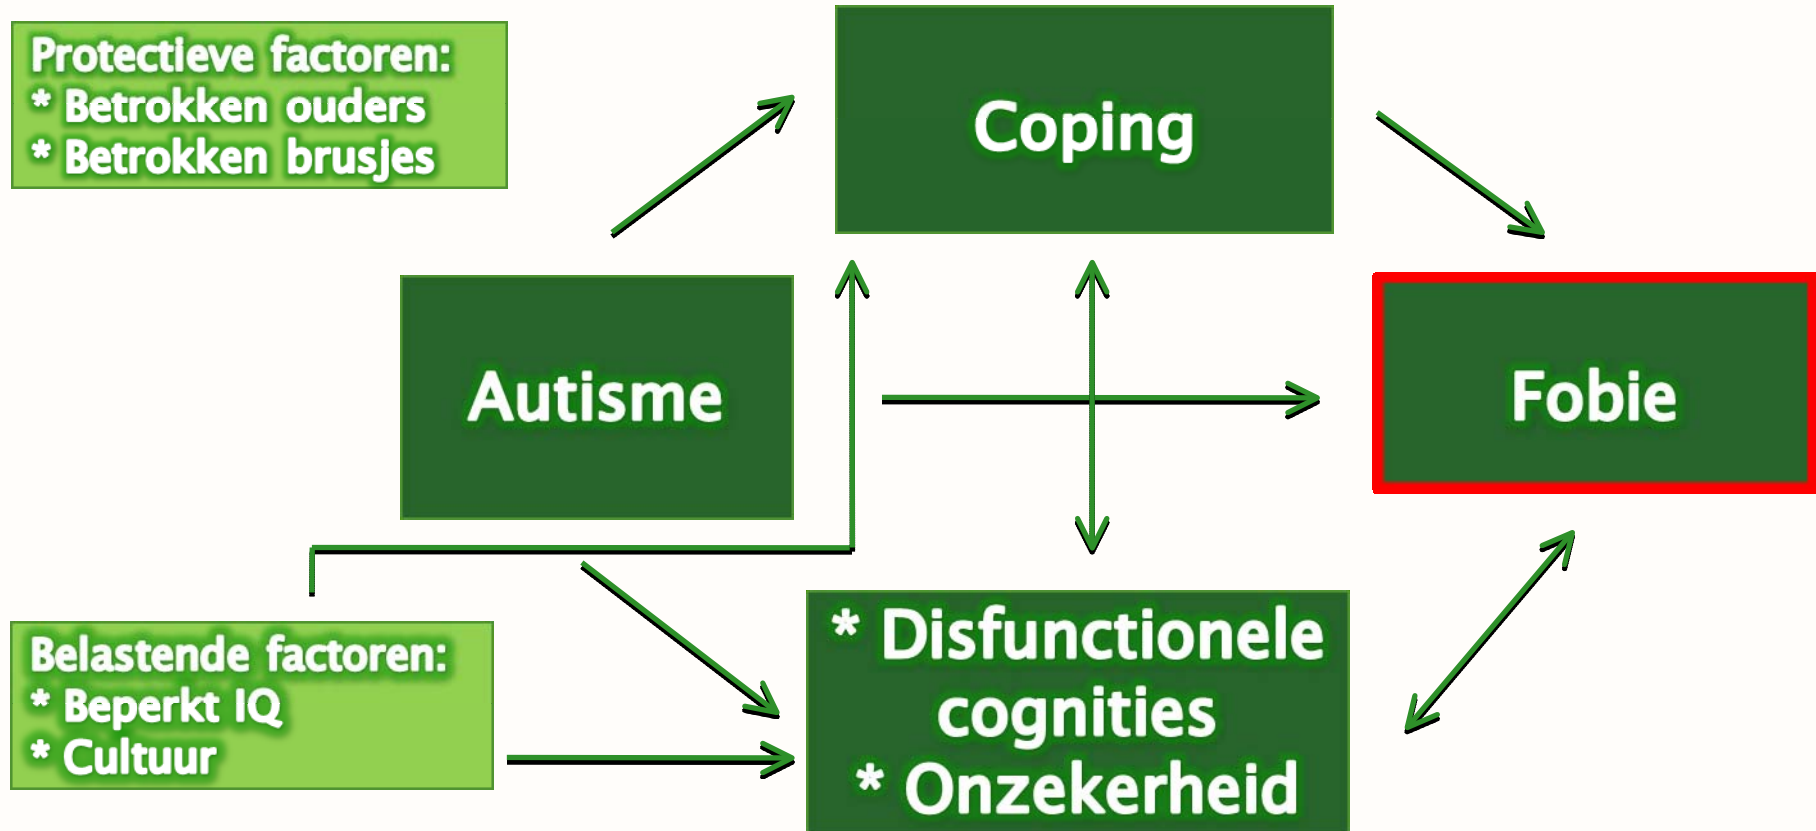 Protectieve factoren:
* Betrokken ouders
* Betrokken brusjes
Coping
Autisme
Fobie
Belastende factoren:
* Beperkt IQ
* Cultuur
* Disfunctionele
cognities
* Onzekerheid